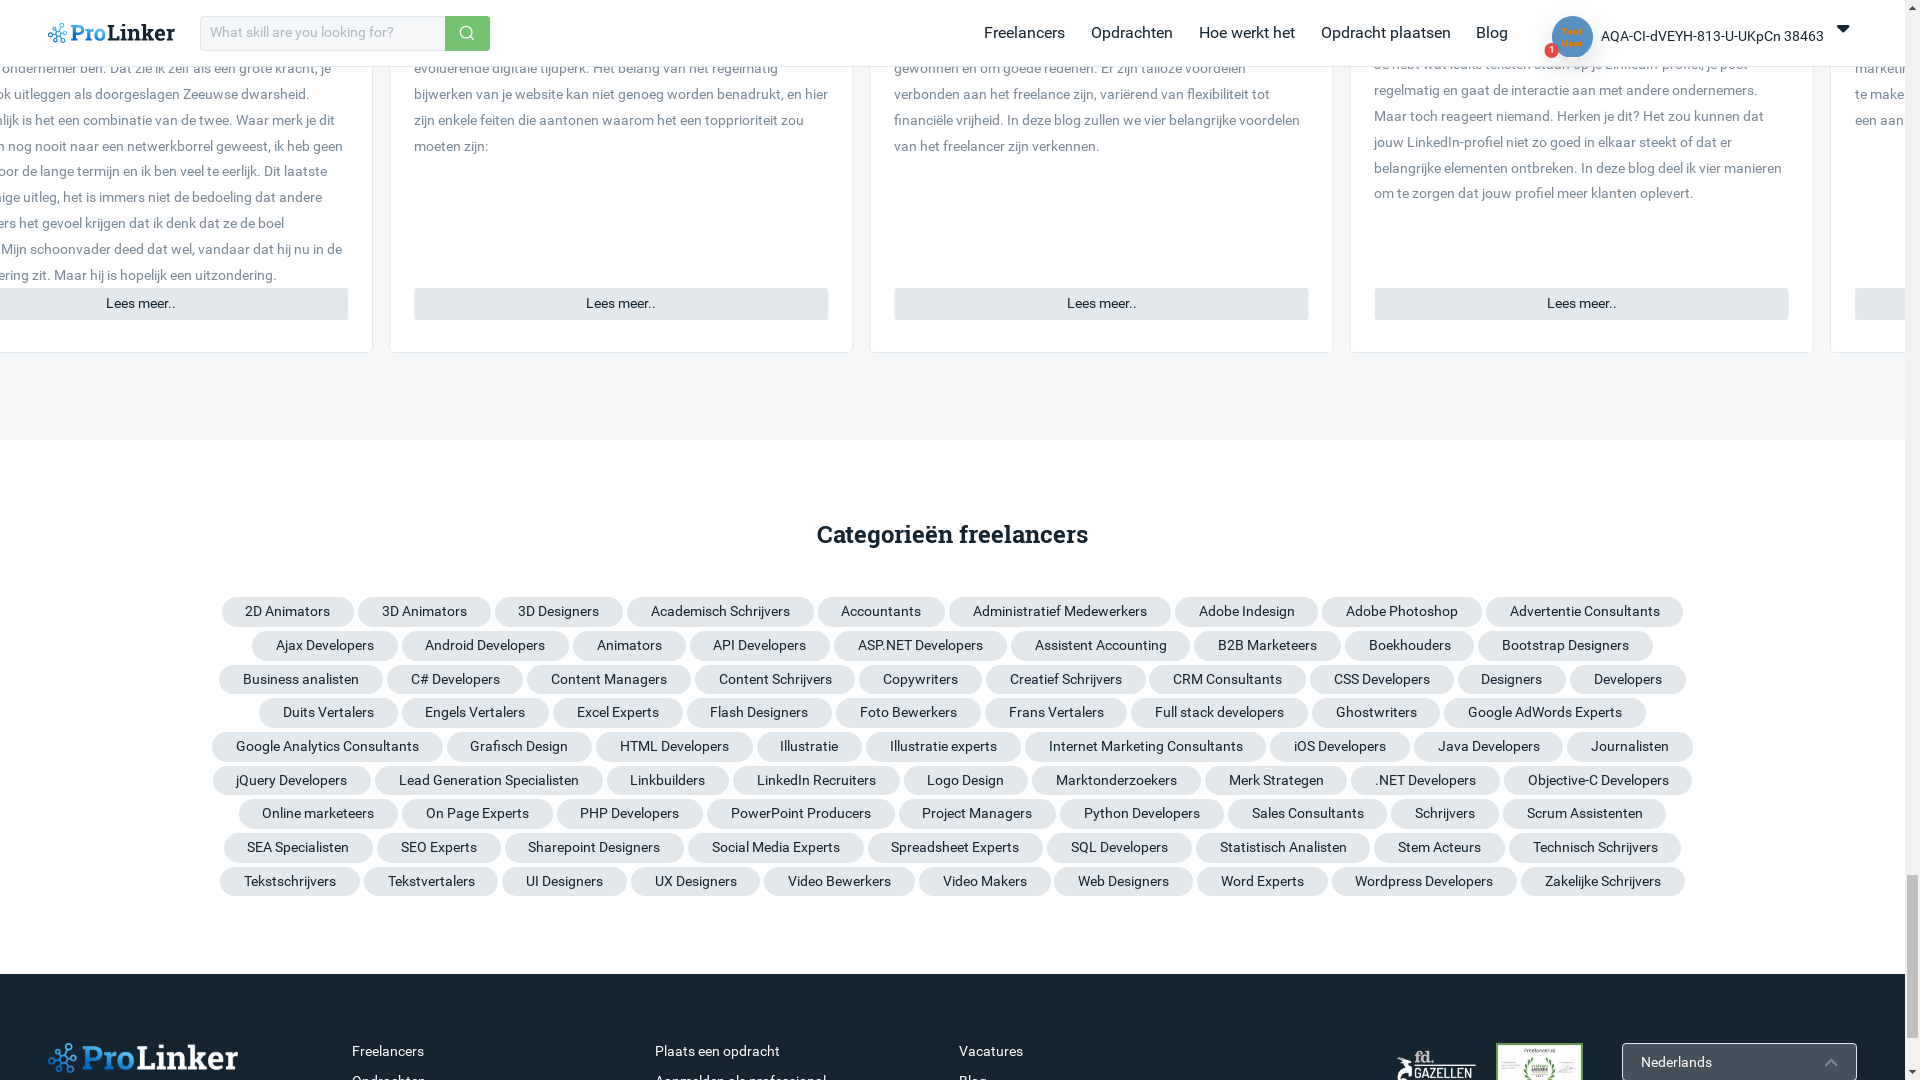 ProLinker What skill are you looking for? Freelancers Opdrachten Hoe werkt het Opdracht plaatsen Blog 1 AQA-CI-dVEYH-813-U-UKpCn 38463
ondernemer ben. Dat zie ik zelf als een grote kracht, je
uitleggen als doorgeslagen Zeeuwse dwarsheid.
is het een combinatie van de twee. Waar merk je dit
nog nooit naar een netwerkborrel geweest, ik heb geen
de lange termijn en ik ben veel te eerlijk. Dit laatste
uitleg, het is immers niet de bedoeling dat andere
het gevoel krijgen dat ik denk dat ze de boel
Mijn schoonvader deed dat wel, vandaar dat hij nu in de
zit. Maar hij is hopelijk een uitzondering.
Lees meer..
evoluerende digitale tijdperk. Het belang van het regelmatig
bijwerken van je website kan niet genoeg worden benadrukt, en hier
zijn enkele feiten die aantonen waarom het een topprioriteit zou
moeten zijn:
Lees meer..
gewonnen en om goede redenen. Er zijn talloze voordelen
verbonden aan het freelance zijn, variërend van flexibiliteit tot
financiële vrijheid. In deze blog zullen we vier belangrijke voordelen
van het freelancer zijn verkennen.
Lees meer..
Je hebt wat leuke teksten staan op je LinkedIn-profiel, je post
regelmatig en gaat de interactie aan met andere ondernemers.
Maar toch reageert niemand. Herken je dit? Het zou kunnen dat
jouw LinkedIn-profiel niet zo goed in elkaar steekt of dat er
belangrijke elementen ontbreken. In deze blog deel ik vier manieren
om te zorgen dat jouw profiel meer klanten oplevert.
Lees meer..
te make
een aan
Categorieën freelancers
2D Animators 3D Animators 3D Designers Academisch Schrijvers Accountants Administratief Medewerkers Adobe Indesign Adobe Photoshop Advertentie Consultants
Ajax Developers Android Developers Animators API Developers ASP.NET Developers Assistent Accounting B2B Marketeers Boekhouders Bootstrap Designers
Business analisten C# Developers Content Managers Content Schrijvers Copywriters Creatief Schrijvers CRM Consultants CSS Developers Designers Developers
Duits Vertalers Engels Vertalers Excel Experts Flash Designers Foto Bewerkers Frans Vertalers Full stack developers Ghostwriters Google AdWords Experts
Google Analytics Consultants Grafisch Design HTML Developers Illustratie Illustratie experts Internet Marketing Consultants iOS Developers Java Developers Journalisten
jQuery Developers Lead Generation Specialisten Linkbuilders LinkedIn Recruiters Logo Design Marktonderzoekers Merk Strategen .NET Developers Objective-C Developers
Online marketeers On Page Experts PHP Developers PowerPoint Producers Project Managers Python Developers Sales Consultants Schrijvers Scrum Assistenten
SEA Specialisten SEO Experts Sharepoint Designers Social Media Experts Spreadsheet Experts SQL Developers Statistisch Analisten Stem Acteurs Technisch Schrijvers
Tekstschrijvers Tekstvertalers UI Designers UX Designers Video Bewerkers Video Makers Web Designers Word Experts Wordpress Developers Zakelijke Schrijvers
ProLinker Freelancers Plaats een opdracht Vacatures fd. GAZELLEN Freelancer.nl Nederlands
Opdrachten Aanmelden als professional Blog